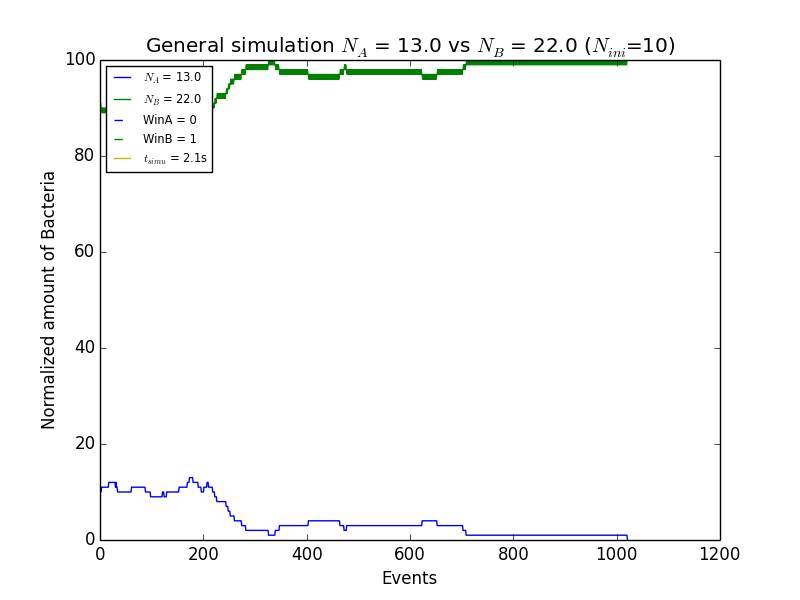 General simulation N_A = 13.0 vs N_B = 22.0 (N_ini=10)
100
80
60
40
20
0
Normalized amount of Bacteria
N_A = 13.0
N_B = 22.0
WinA = 0
WinB = 1
t_simu = 2.1s
0 200 400 600 800 1000 1200
Events